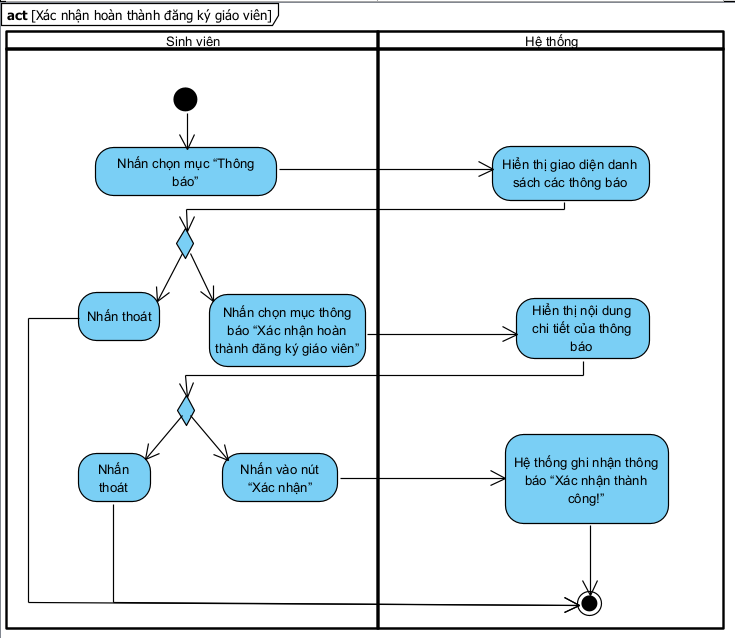 act [Xác nhận hoàn thành đăng ký giáo viên]
Sinh viên
Hệ thống
Nhấn chọn mục “Thông
báo”
Hiển thị giao diện danh
sách các thông báo
Nhấn thoát
Nhấn chọn mục thông
báo “Xác nhận hoàn
thành đăng ký giáo viên”
Hiển thị nội dung
chi tiết của thông
báo
Nhấn
thoát
Nhấn vào nút
“Xác nhận”
Hệ thống ghi nhận thông
báo “Xác nhận thành
công!”